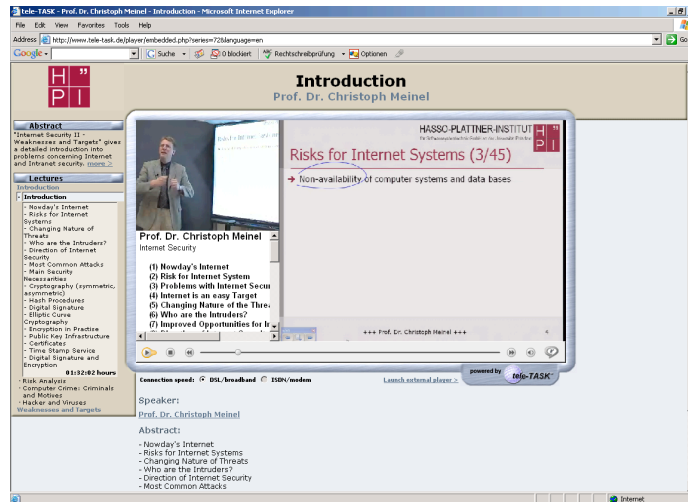 tele-TASK - Prof. Dr. Christoph Meinel - Introduction - Microsoft Internet Explorer
File Edit View Favorites Tools Help
Address http://www.tele-task.de/player/embedded.php?series=72&language=en Go
Google Suche 0 blockiert Rechtschreibprüfung Optionen
H P I
Introduction
Prof. Dr. Christoph Meinel
Abstract
"Internet Security II -
Weaknesses and Targets" gives
a detailed introduction into
problems concerning Internet
and Intranet security. more >
Lectures
Introduction
- Introduction
- Nowday's Internet
- Risks for Internet
Systems
- Changing Nature of
Threats
- Who are the Intruders?
- Direction of Internet
Security
- Most Common Attacks
- Main Security
Necessarities
- Cryptography (symmetric,
asymmetric)
- Hash Procedures
- Digital Signature
- Elliptic Curve
Cryptography
- Encryption in Practise
- Public Key Infrastructure
- Certificates
- Time Stamp Service
- Digital Signature and
Encryption
01:32:02 hours
Risk Analysis
Computer Crime: Criminals
and Motives
Hacker and Viruses
Weaknesses and Targets
Prof. Dr. Christoph Meinel
Internet Security
(1) Nowday's Internet
(2) Risk for Internet System
(3) Problems with Internet Secur
(4) Internet is an easy Target
(5) Changing Nature of the Threa
(6) Who are the Intruders?
(7) Improved Opportunities for In
HASSO-PLATTNER-INSTITUT
H P I
Risks for Internet Systems (3/45)
Non-availability of computer systems and data bases
+++ Prof. Dr. Christoph Meinel +++
powered by tele-TASK
Connection speed: DSL/broadband ISDN/modem Launch external player >
Speaker:
Prof. Dr. Christoph Meinel
Abstract:
- Nowday's Internet
- Risks for Internet Systems
- Changing Nature of Threats
- Who are the Intruders?
- Direction of Internet Security
- Most Common Attacks
Internet